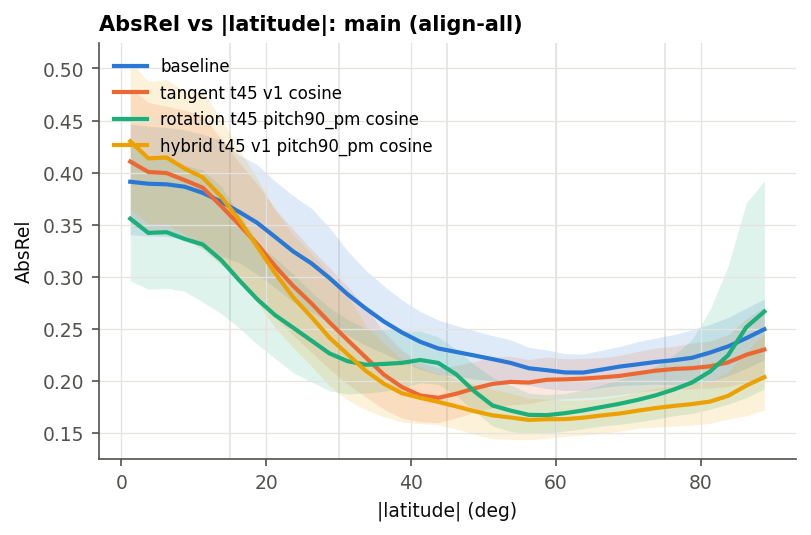 AbsRel vs |latitude|: main (align-all)
baseline
tangent t45 v1 cosine
rotation t45 pitch90_pm cosine
hybrid t45 v1 pitch90_pm cosine
0.50
0.45
0.40
0.35
0.30
0.25
0.20
0.15
AbsRel
0 20 40 60 80
|latitude| (deg)